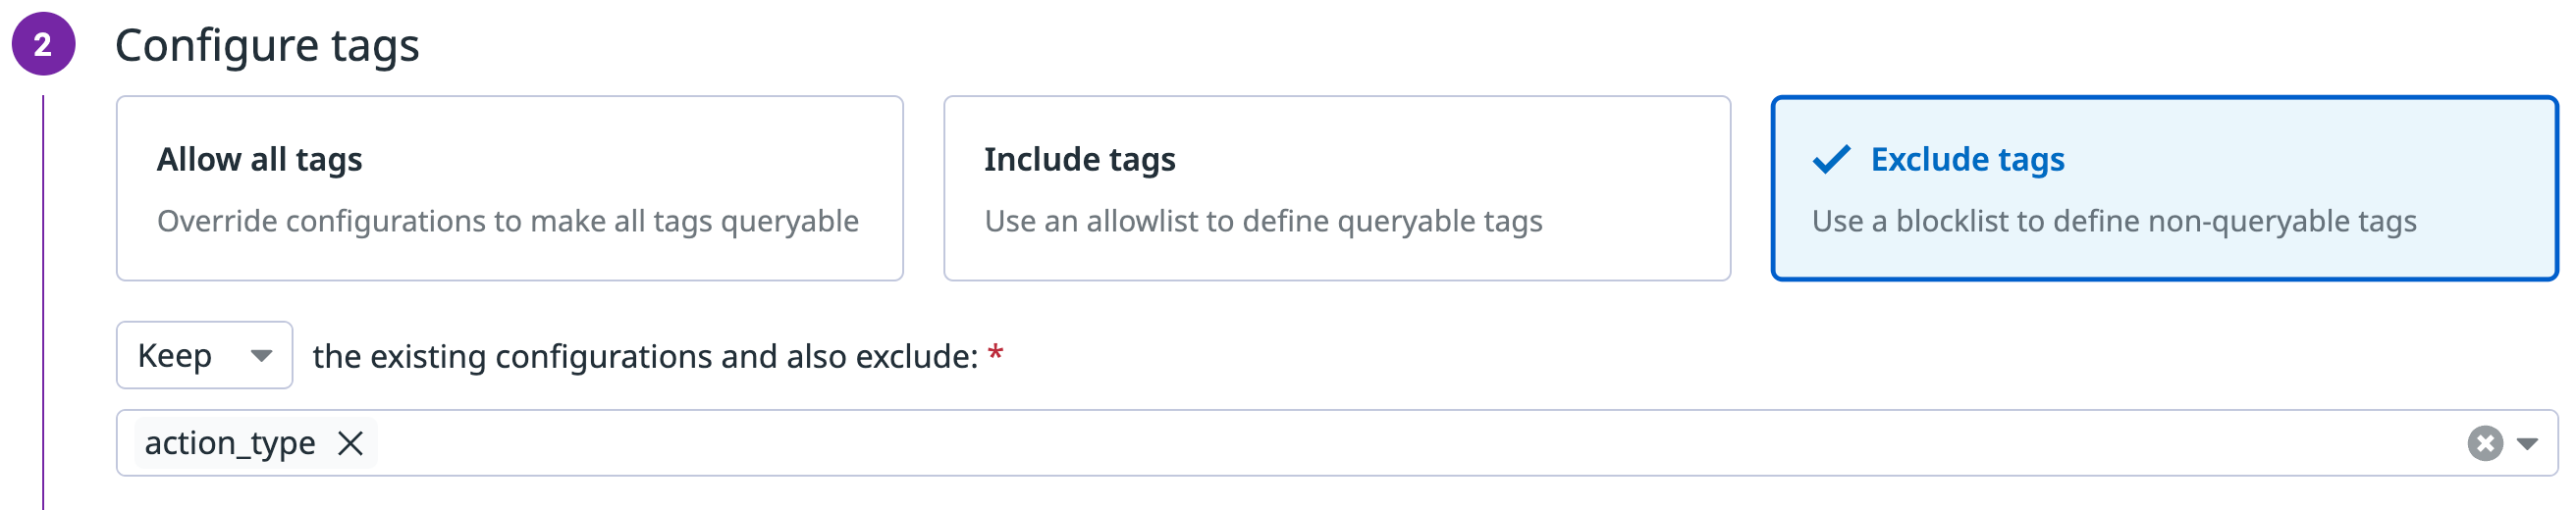 2 Configure tags
Allow all tags
Override configurations to make all tags queryable
Include tags
Use an allowlist to define queryable tags
Exclude tags
Use a blocklist to define non-queryable tags
Keep the existing configurations and also exclude: *
action_type